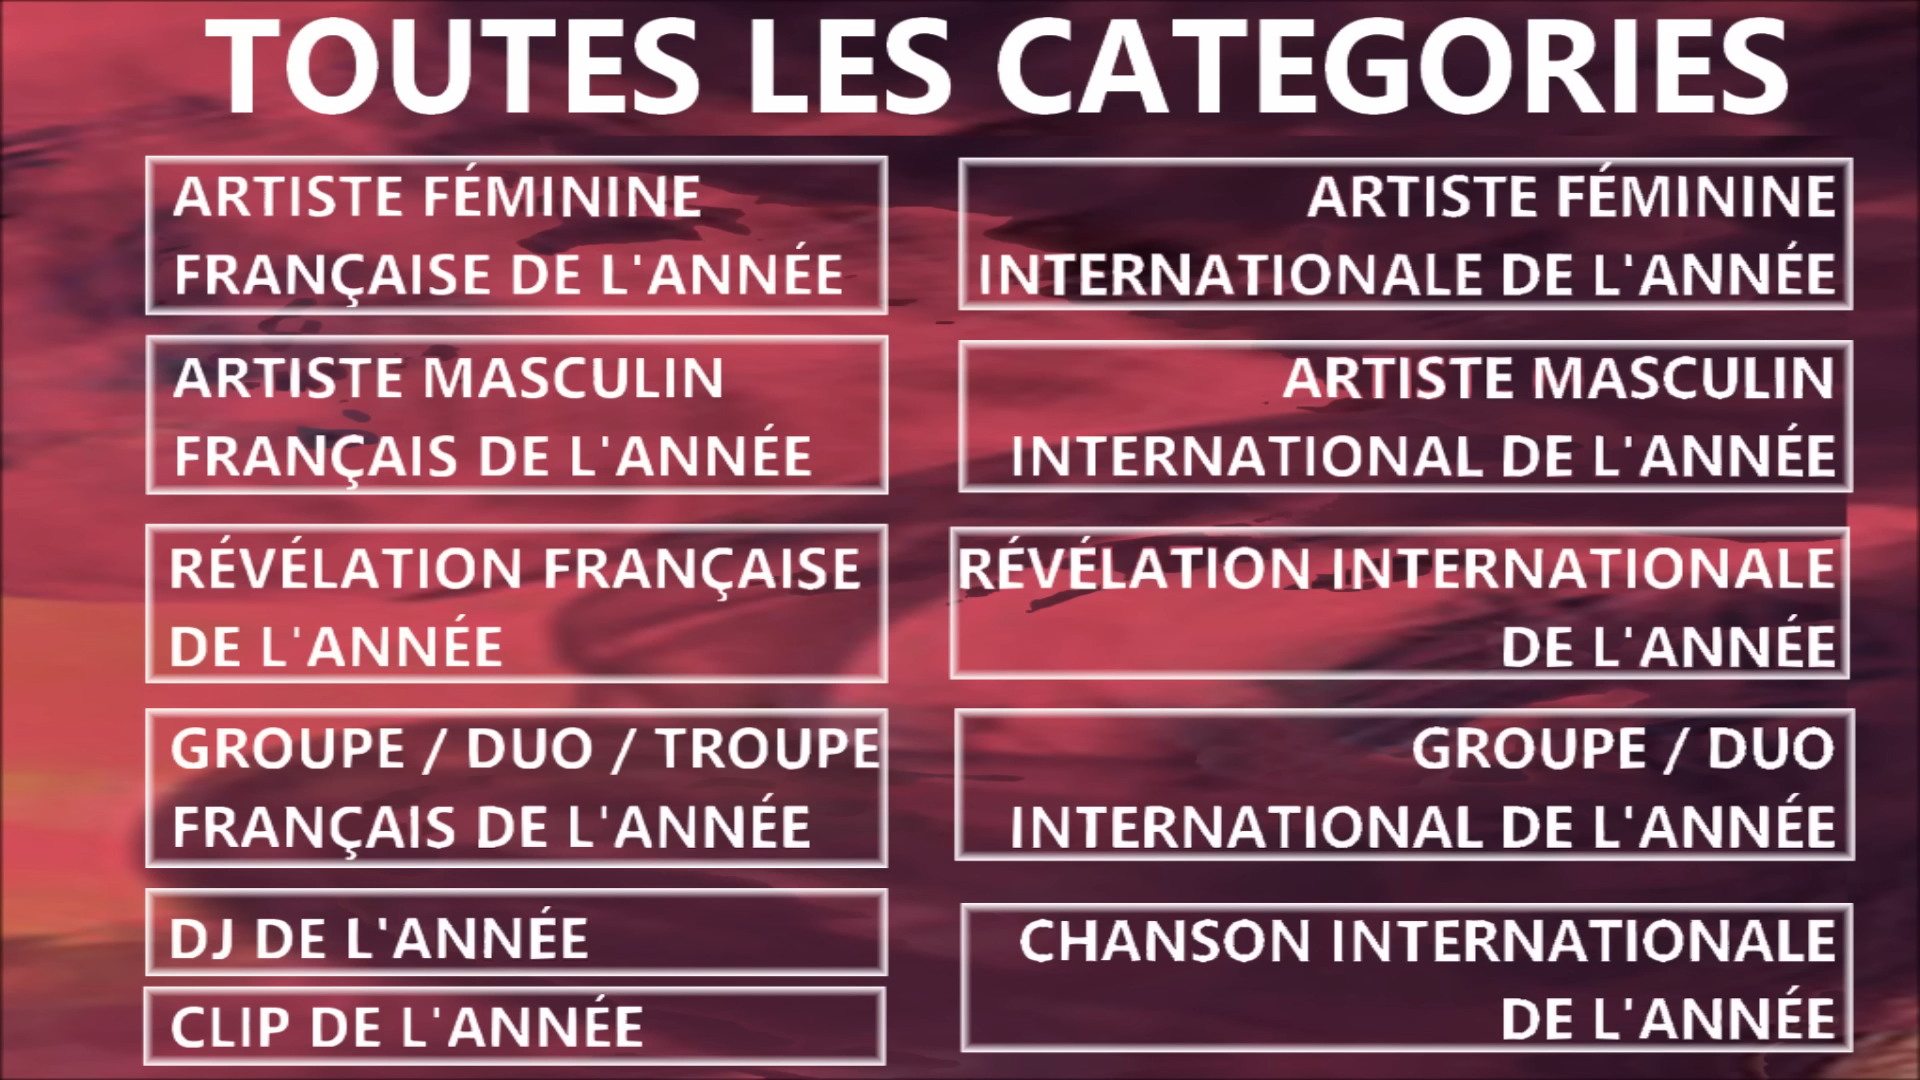 TOUTES LES CATEGORIES
ARTISTE FÉMININE
FRANÇAISE DE L'ANNÉE
ARTISTE MASCULIN
FRANÇAIS DE L'ANNÉE
RÉVÉLATION FRANÇAISE
DE L'ANNÉE
GROUPE / DUO / TROUPE
FRANÇAIS DE L'ANNÉE
DJ DE L'ANNÉE
CLIP DE L'ANNÉE
ARTISTE FÉMININE
INTERNATIONALE DE L'ANNÉE
ARTISTE MASCULIN
INTERNATIONAL DE L'ANNÉE
RÉVÉLATION INTERNATIONALE
DE L'ANNÉE
GROUPE / DUO
INTERNATIONAL DE L'ANNÉE
CHANSON INTERNATIONALE
DE L'ANNÉE